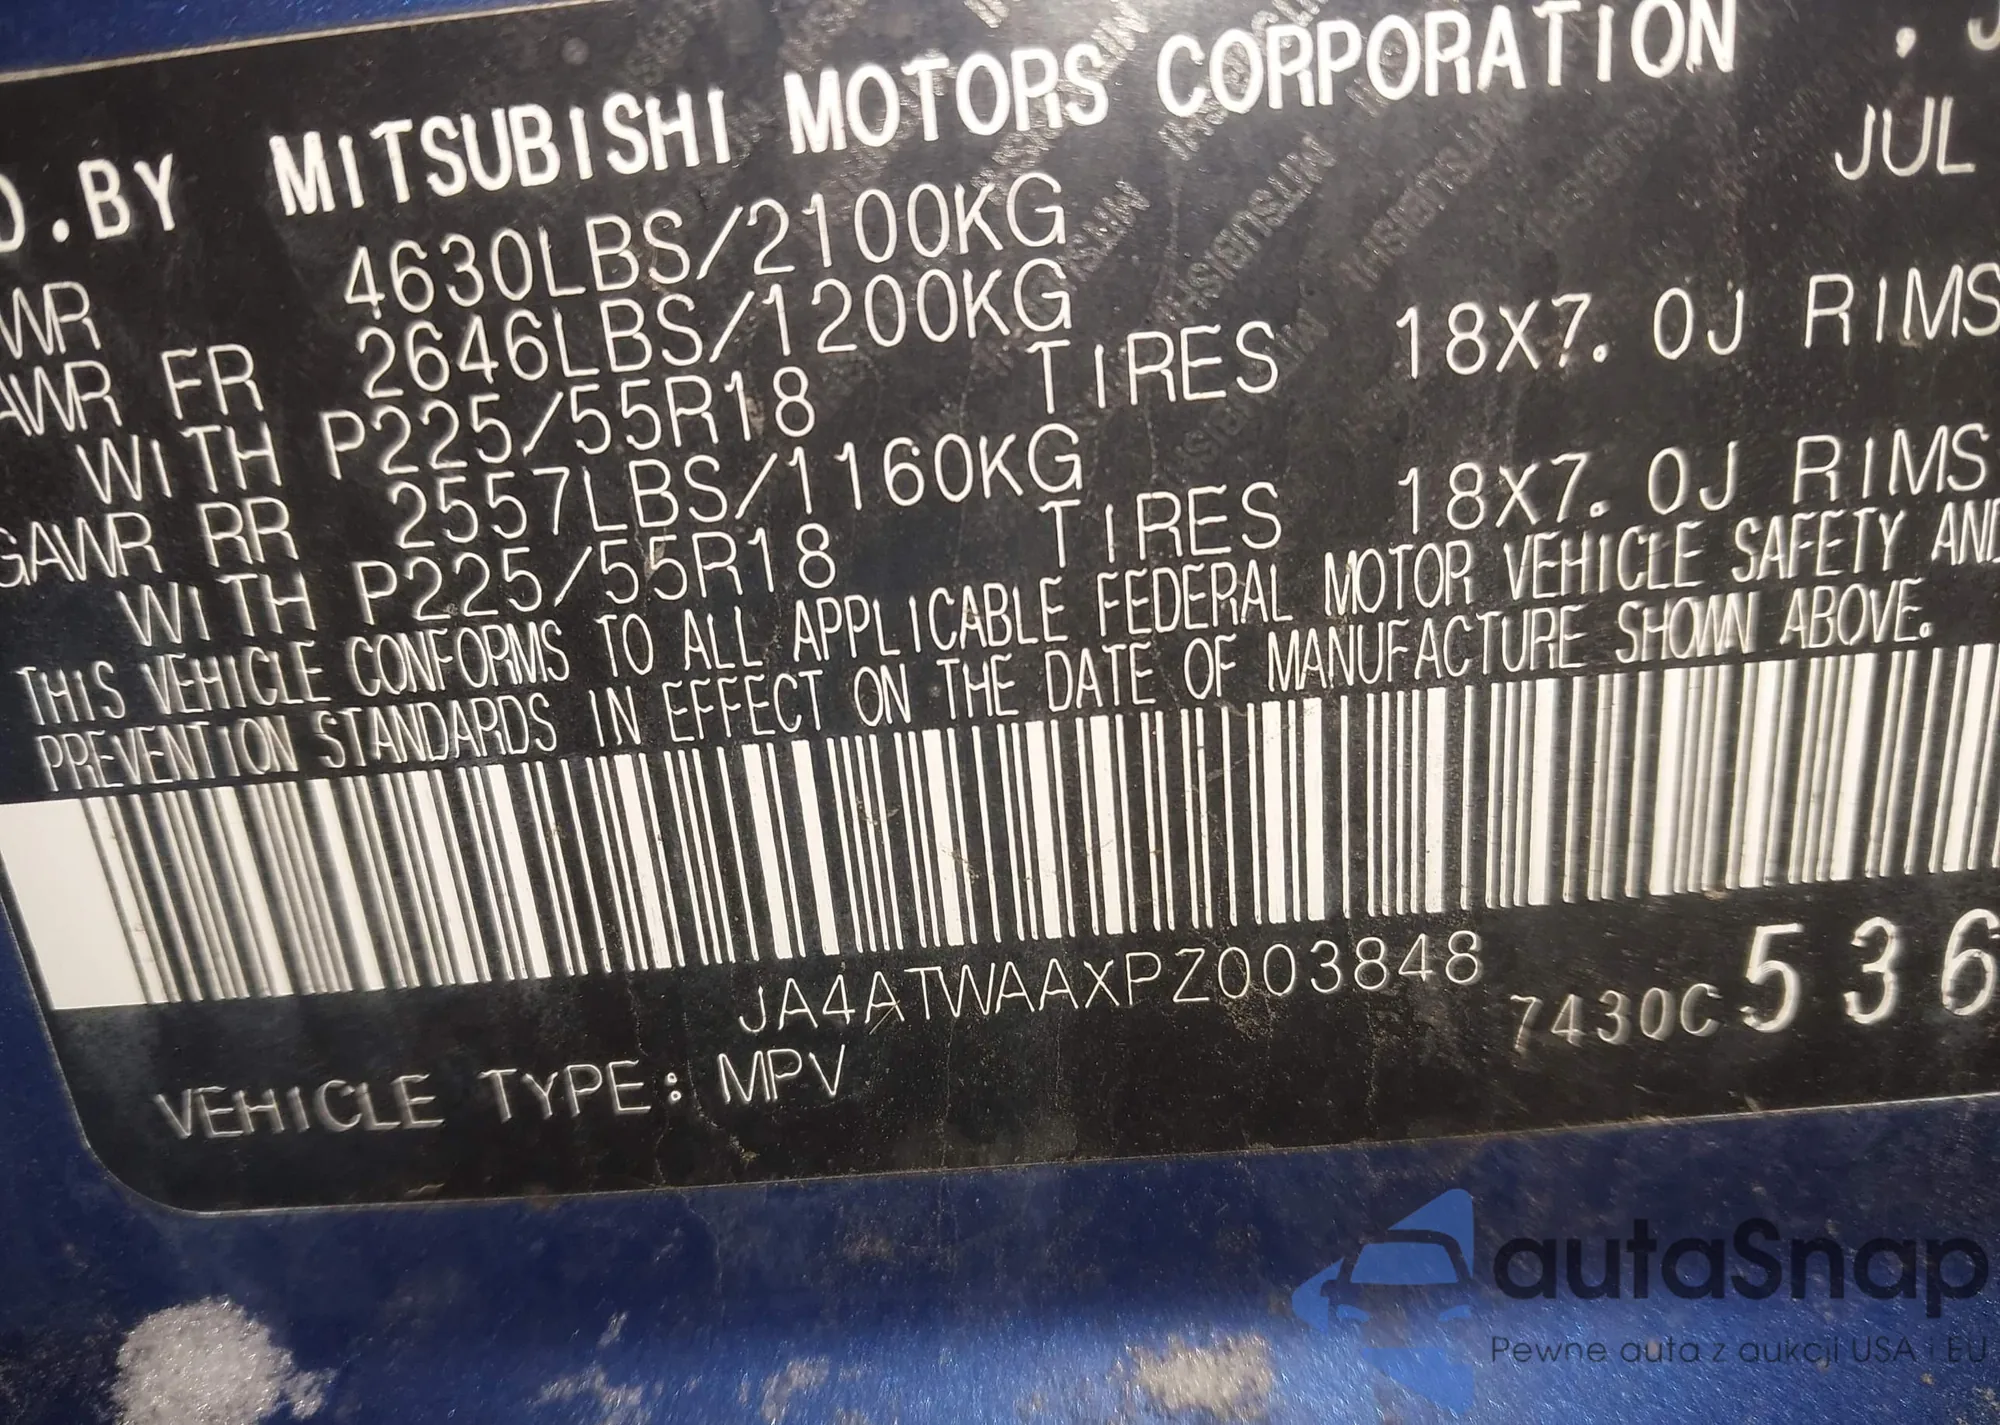 D.BY MITSUBISHI MOTORS CORPORATION , J
JUL
WR 4630LBS/2100KG
AWR FR 2646LBS/1200KG
WITH P225/55R18 TIRES 18X7.0J RIMS
GAWR RR 2557LBS/1160KG
WITH P225/55R18 TIRES 18X7.0J RIMS
THIS VEHICLE CONFORMS TO ALL APPLICABLE FEDERAL MOTOR VEHICLE SAFETY AND
PREVENTION STANDARDS IN EFFECT ON THE DATE OF MANUFACTURE SHOWN ABOVE.
JA4ATWAAXPZ003848
7430C 536
VEHICLE TYPE: MPV
autaSnap
Pewne auta z aukcji USA i EU